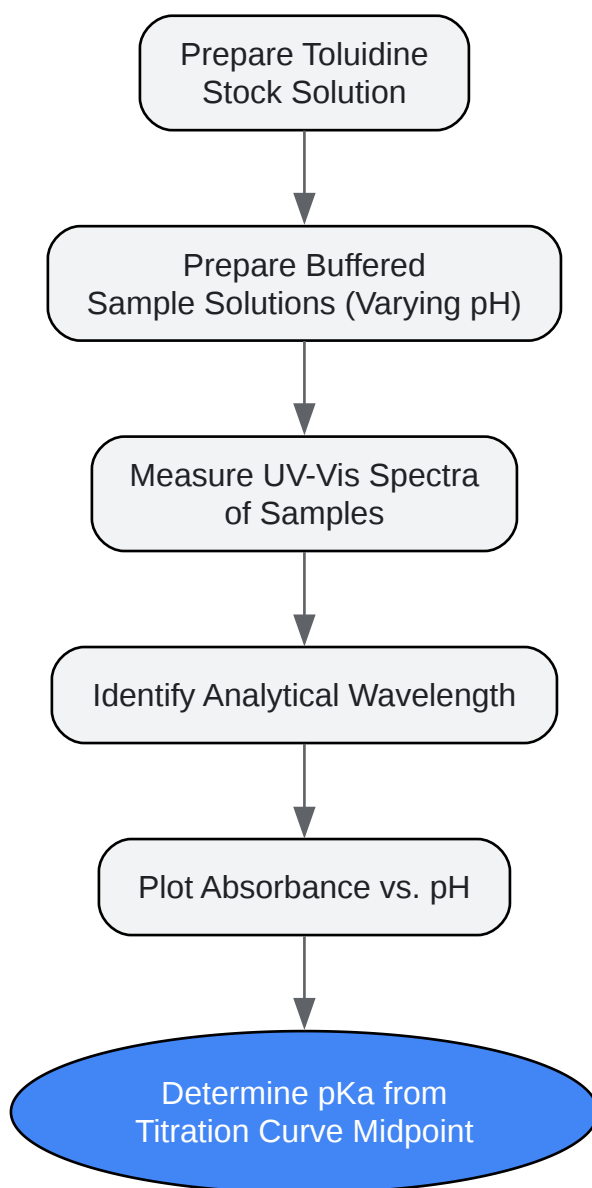 Prepare Toluidine
Stock Solution
Prepare Buffered
Sample Solutions (Varying pH)
Measure UV-Vis Spectra
of Samples
Identify Analytical Wavelength
Plot Absorbance vs. pH
Determine pKa from
Titration Curve Midpoint